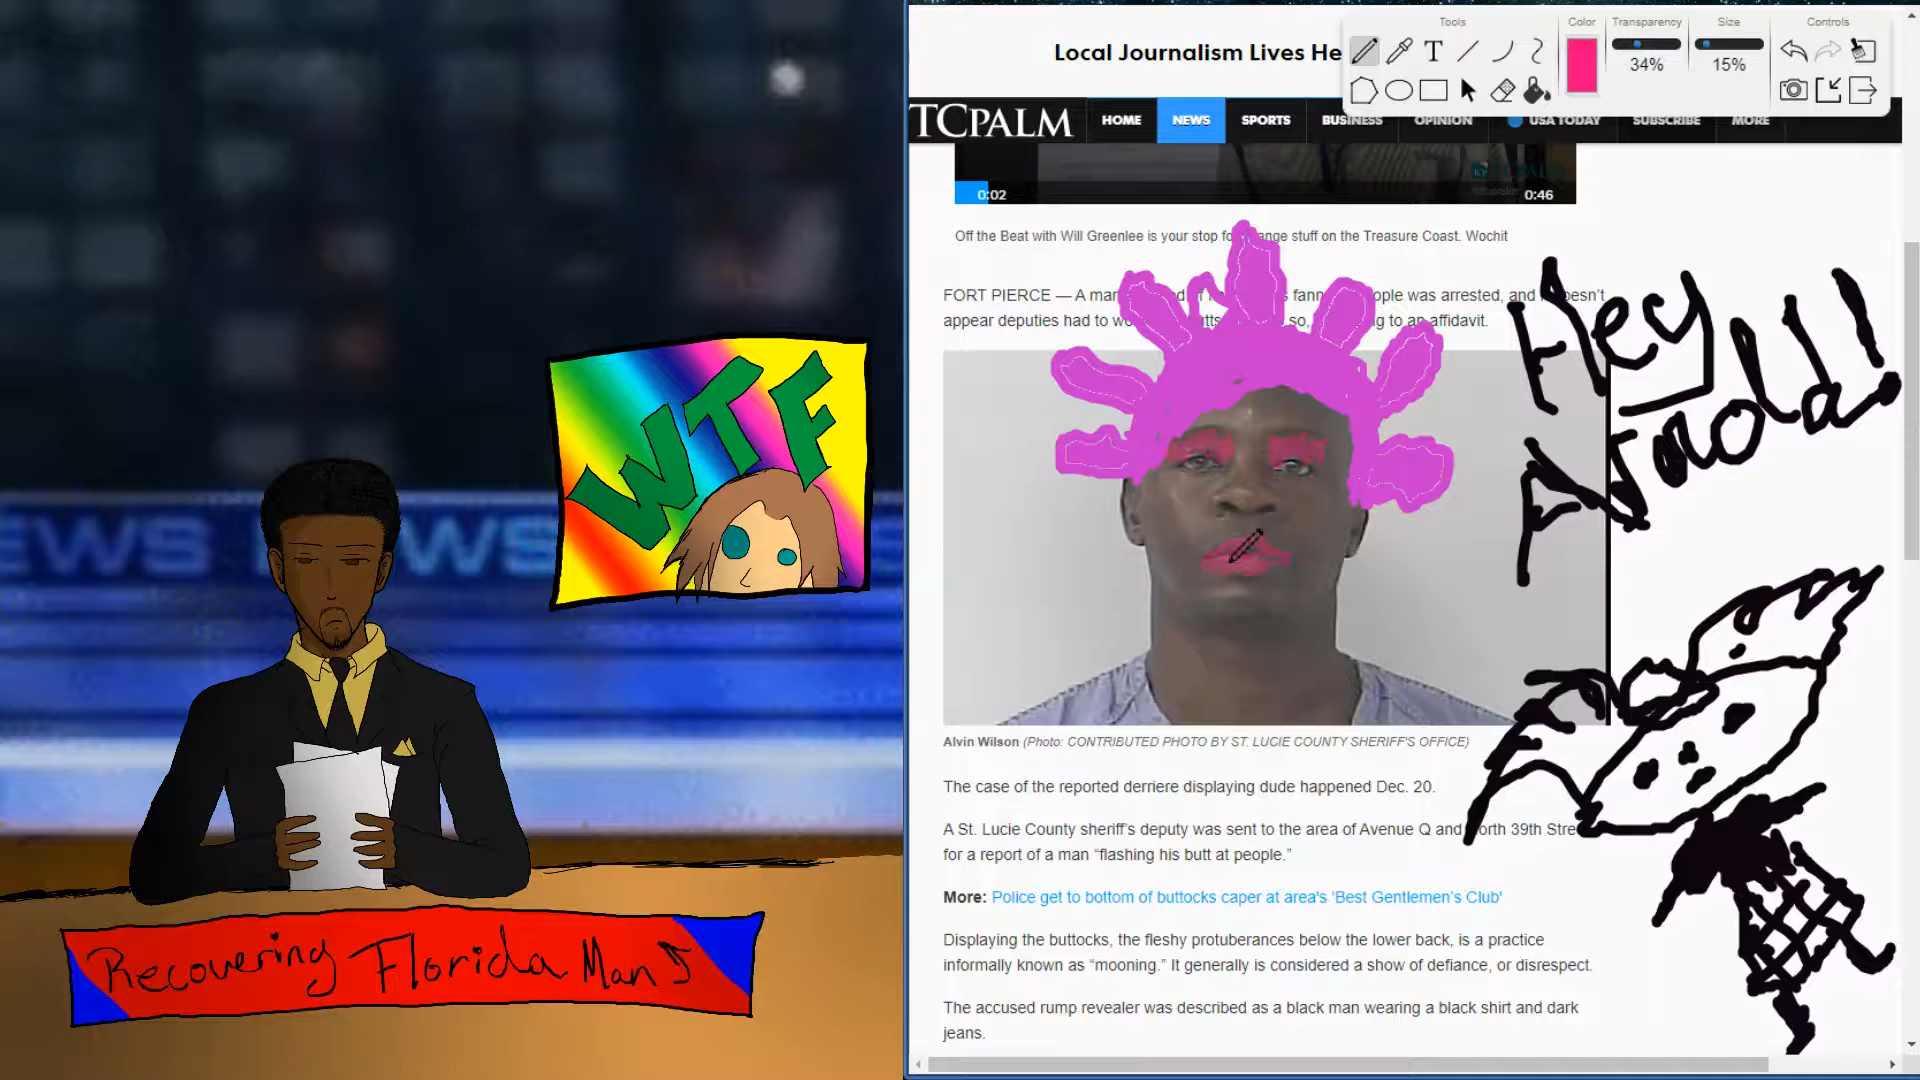 EWS NEWS
WTF
Recovering Florida Man
Local Journalism Lives He
Tools
Color
Transparency
Size
Controls
34%
15%
TCPALM
HOME
NEWS
SPORTS
BUSINESS
OPINION
USA TODAY
SUBSCRIBE
MORE
0:02
0:46
Off the Beat with Will Greenlee is your stop stuff on the Treasure Coast. Wochit
FORT PIERCE — A man was arrested, and
appear deputies had to so, to an affidavit.
Hey
Arnold!
Alvin Wilson (Photo: CONTRIBUTED PHOTO BY ST. LUCIE COUNTY SHERIFF'S OFFICE)
The case of the reported derriere displaying dude happened Dec. 20.
A St. Lucie County sheriff's deputy was sent to the area of Avenue Q and North 39th Stre
for a report of a man “flashing his butt at people.”
More: Police get to bottom of buttocks caper at area's 'Best Gentlemen's Club'
Displaying the buttocks, the fleshy protuberances below the lower back, is a practice
informally known as “mooning.” It generally is considered a show of defiance, or disrespect.
The accused rump revealer was described as a black man wearing a black shirt and dark
jeans.